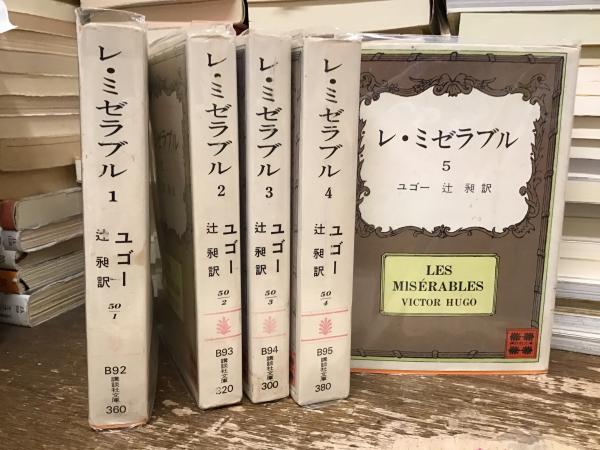 レ・ミゼラブル 1
ユゴー
辻 昶訳
50/1
B92
講談社文庫
360
レ・ミゼラブル 2
ユゴー
辻 昶訳
50/2
B93
講談社文庫
320
レ・ミゼラブル 3
ユゴー
辻 昶訳
50/3
B94
講談社文庫
300
レ・ミゼラブル 4
ユゴー
辻 昶訳
50/4
B95
講談社文庫
380
レ・ミゼラブル
5
ユゴー 辻 昶訳
LES
MISÉRABLES
VICTOR HUGO